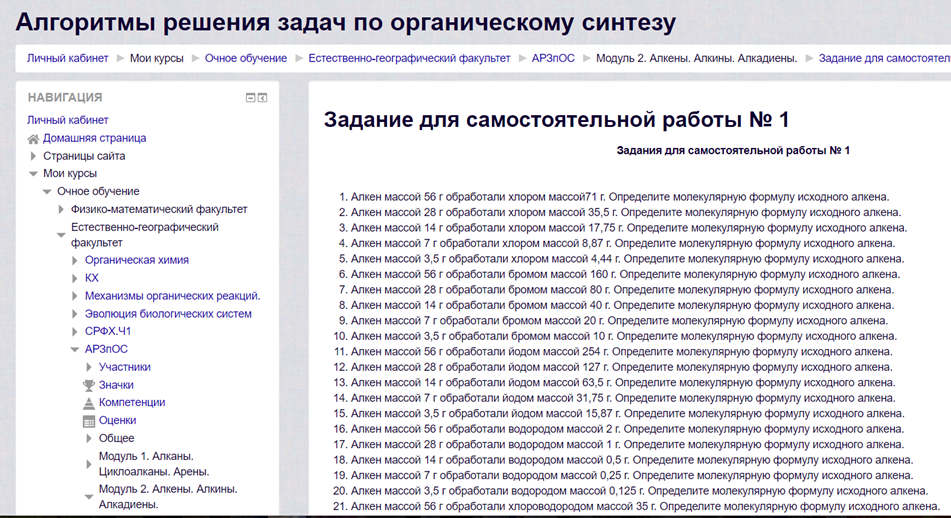 Алгоритмы решения задач по органическому синтезу
Личный кабинет ► Мои курсы ► Очное обучение ► Естественно-географический факультет ► АРЗпОС ► Модуль 2. Алкены. Алкины. Алкадиены. ► Задание для самостоятел
НАВИГАЦИЯ
Личный кабинет
Домашняя страница
Страницы сайта
Мои курсы
Очное обучение
Физико-математический факультет
Естественно-географический
факультет
Органическая химия
КХ
Механизмы органических реакций.
Эволюция биологических систем
СРФХ.Ч1
АРЗпОС
Участники
Значки
Компетенции
Оценки
Общее
Модуль 1. Алканы.
Циклоалканы. Арены.
Модуль 2. Алкены. Алкины.
Алкадиены.
Задание для самостоятельной работы № 1
Задания для самостоятельной работы № 1
1. Алкен массой 56 г обработали хлором массой71 г. Определите молекулярную формулу исходного алкена.
2. Алкен массой 28 г обработали хлором массой 35,5 г. Определите молекулярную формулу исходного алкена.
3. Алкен массой 14 г обработали хлором массой 17,75 г. Определите молекулярную формулу исходного алкена.
4. Алкен массой 7 г обработали хлором массой 8,87 г. Определите молекулярную формулу исходного алкена.
5. Алкен массой 3,5 г обработали хлором массой 4,44 г. Определите молекулярную формулу исходного алкена.
6. Алкен массой 56 г обработали бромом массой 160 г. Определите молекулярную формулу исходного алкена.
7. Алкен массой 28 г обработали бромом массой 80 г. Определите молекулярную формулу исходного алкена.
8. Алкен массой 14 г обработали бромом массой 40 г. Определите молекулярную формулу исходного алкена.
9. Алкен массой 7 г обработали бромом массой 20 г. Определите молекулярную формулу исходного алкена.
10. Алкен массой 3,5 г обработали бромом массой 10 г. Определите молекулярную формулу исходного алкена.
11. Алкен массой 56 г обработали йодом массой 254 г. Определите молекулярную формулу исходного алкена.
12. Алкен массой 28 г обработали йодом массой 127 г. Определите молекулярную формулу исходного алкена.
13. Алкен массой 14 г обработали йодом массой 63,5 г. Определите молекулярную формулу исходного алкена.
14. Алкен массой 7 г обработали йодом массой 31,75 г. Определите молекулярную формулу исходного алкена.
15. Алкен массой 3,5 г обработали йодом массой 15,87 г. Определите молекулярную формулу исходного алкена.
16. Алкен массой 56 г обработали водородом массой 2 г. Определите молекулярную формулу исходного алкена.
17. Алкен массой 28 г обработали водородом массой 1 г. Определите молекулярную формулу исходного алкена.
18. Алкен массой 14 г обработали водородом массой 0,5 г. Определите молекулярную формулу исходного алкена.
19. Алкен массой 7 г обработали водородом массой 0,25 г. Определите молекулярную формулу исходного алкена.
20. Алкен массой 3,5 г обработали водородом массой 0,125 г. Определите молекулярную формулу исходного алкена.
21. Алкен массой 56 г обработали хлороводородом массой 35 г. Определите молекулярную формулу исходного алкена.